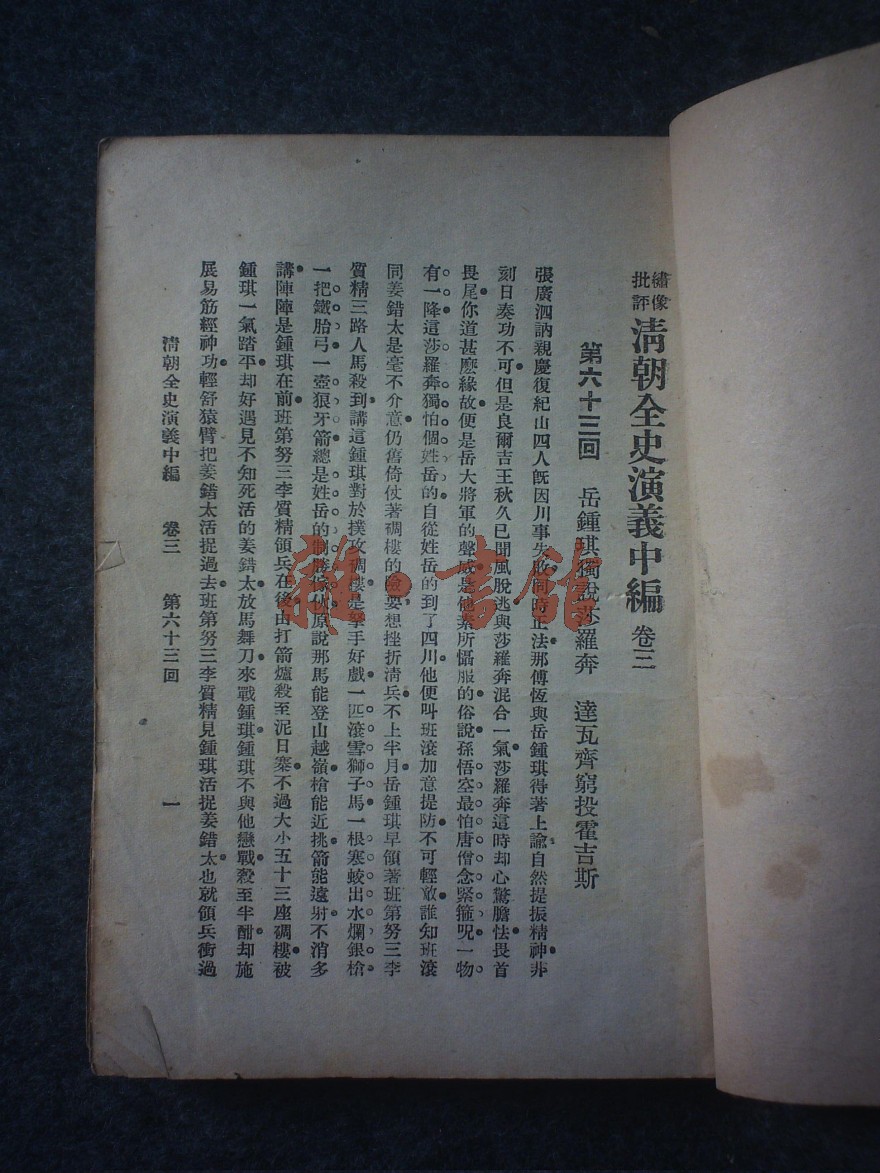 繡像批評 清朝全史演義中編 卷三
第六十三回 岳鍾琪獨說莎羅奔 達瓦齊窮投霍吉斯
張廣泗訥親慶復紀山四人既因川事失敗同時正法那傅恆與岳鍾琪得著上諭自然提振精神非
刻日奏功不可但是良爾吉王秋久已聞風脫逃與莎羅奔混合一氣莎羅奔這時却心驚膽怯畏首
畏尾你道甚麽緣故便是岳大將軍的聲威是他素所懾服的俗說孫悟空最怕唐僧念緊箍呪一物
有一降這莎羅奔獨怕個姓岳的自從姓岳的到了四川他便叫班滾加意提防不可輕放誰知班滾
同姜錯太是毫不介意仍舊倚仗著碉樓的險要想挫折清兵不上半月岳鍾琪早領著班第努三李
質精三路人馬殺到講這鍾琪對於撲攻碉樓是拏手好戲一匹滾雪獅子馬一根寒蛟出水爛銀槍
一把鐵胎弓一壺狼牙箭總是姓岳的制勝傢伙原說那馬能登山越嶺槍能近挑箭能遠射不消多
講陣陣是鍾琪在前班第努三李質精領兵在後由打箭爐殺至泥日寨不過大小五十三座碉樓被
鍾琪一氣踏平却好遇見不知死活的姜錯太放馬舞刀來戰鍾琪鍾琪不與他戀戰殺至半酣却施
展易筋經神功輕舒猿臂把姜錯太活捉過去班第努三李質精見鍾琪活捉姜錯太也就領兵衝過
清朝全史演義中編 卷三 第六十三回 一
雜·書館